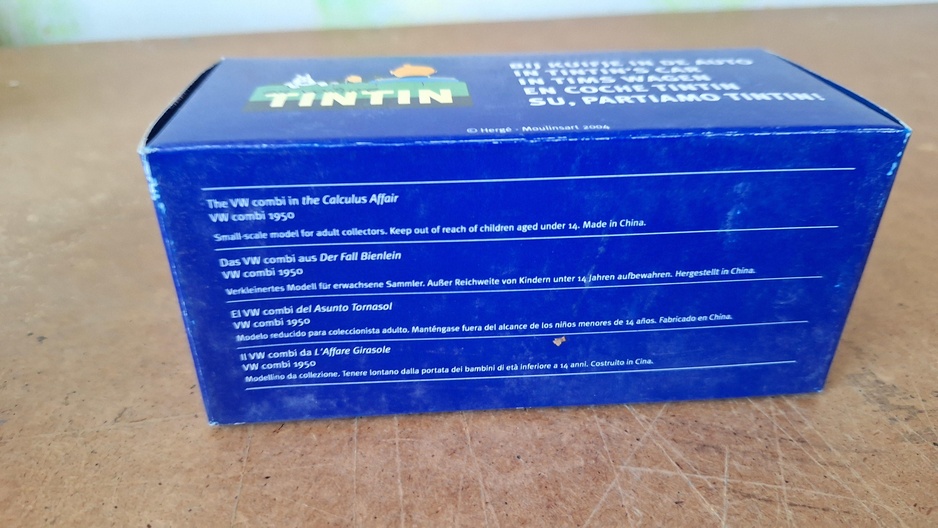 TINTIN
BIJ KUIFJE IN DE AUTO
IN TINTIN'S CAR
IN TIMS WAGEN
EN COCHE TINTIN
SU, PARTIAMO TINTIN!
© Hergé - Moulinsart 2004
The VW combi in the Calculus Affair
VW combi 1950
Small-scale model for adult collectors. Keep out of reach of children aged under 14. Made in China.
Das VW combi aus Der Fall Bienlein
VW combi 1950
Verkleinertes Modell für erwachsene Sammler. Außer Reichweite von Kindern unter 14 Jahren aufbewahren. Hergestellt in China.
El VW combi del Asunto Tornasol
VW combi 1950
Modelo reducido para coleccionista adulto. Manténgase fuera del alcance de los niños menores de 14 años. Fabricado en China.
Il VW combi da L'Affare Girasole
VW combi 1950
Modellino da collezione. Tenere lontano dalla portata dei bambini di età inferiore a 14 anni. Costruito in Cina.